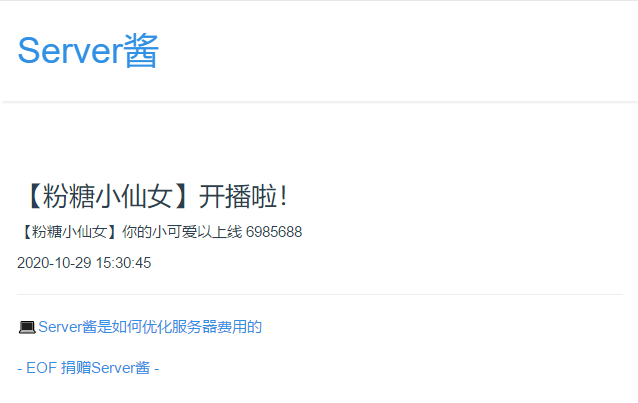 Server酱
【粉糖小仙女】开播啦！
【粉糖小仙女】你的小可爱以上线 6985688
2020-10-29 15:30:45
Server酱是如何优化服务器费用的
- EOF 捐赠Server酱 -